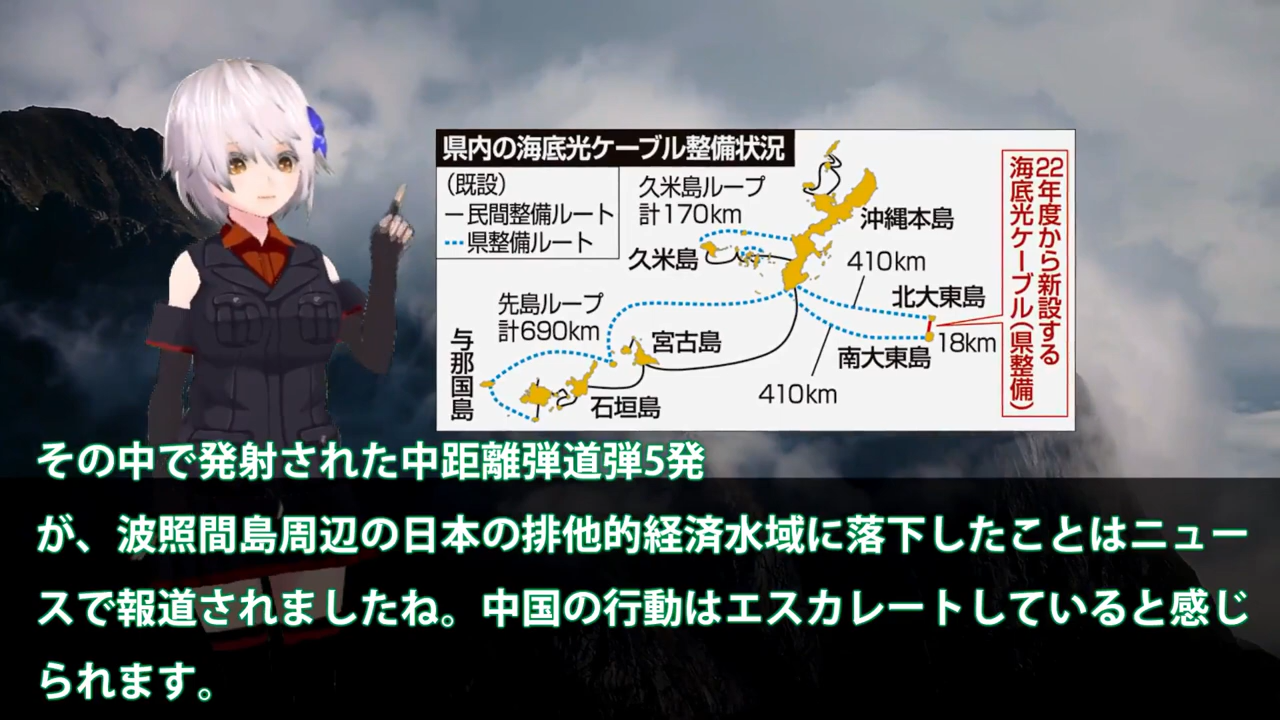 県内の海底光ケーブル整備状況
（既設）
ー民間整備ルート
県整備ルート
久米島ループ
計170km
久米島
沖縄本島
410km
北大東島
先島ループ
計690km
宮古島
南大東島
18km
与那国島
石垣島
410km
22年度から新設する
海底光ケーブル（県整備）
その中で発射された中距離弾道弾5発
が、波照間島周辺の日本の排他的経済水域に落下したことはニュー
スで報道されましたね。中国の行動はエスカレートしていると感じ
られます。